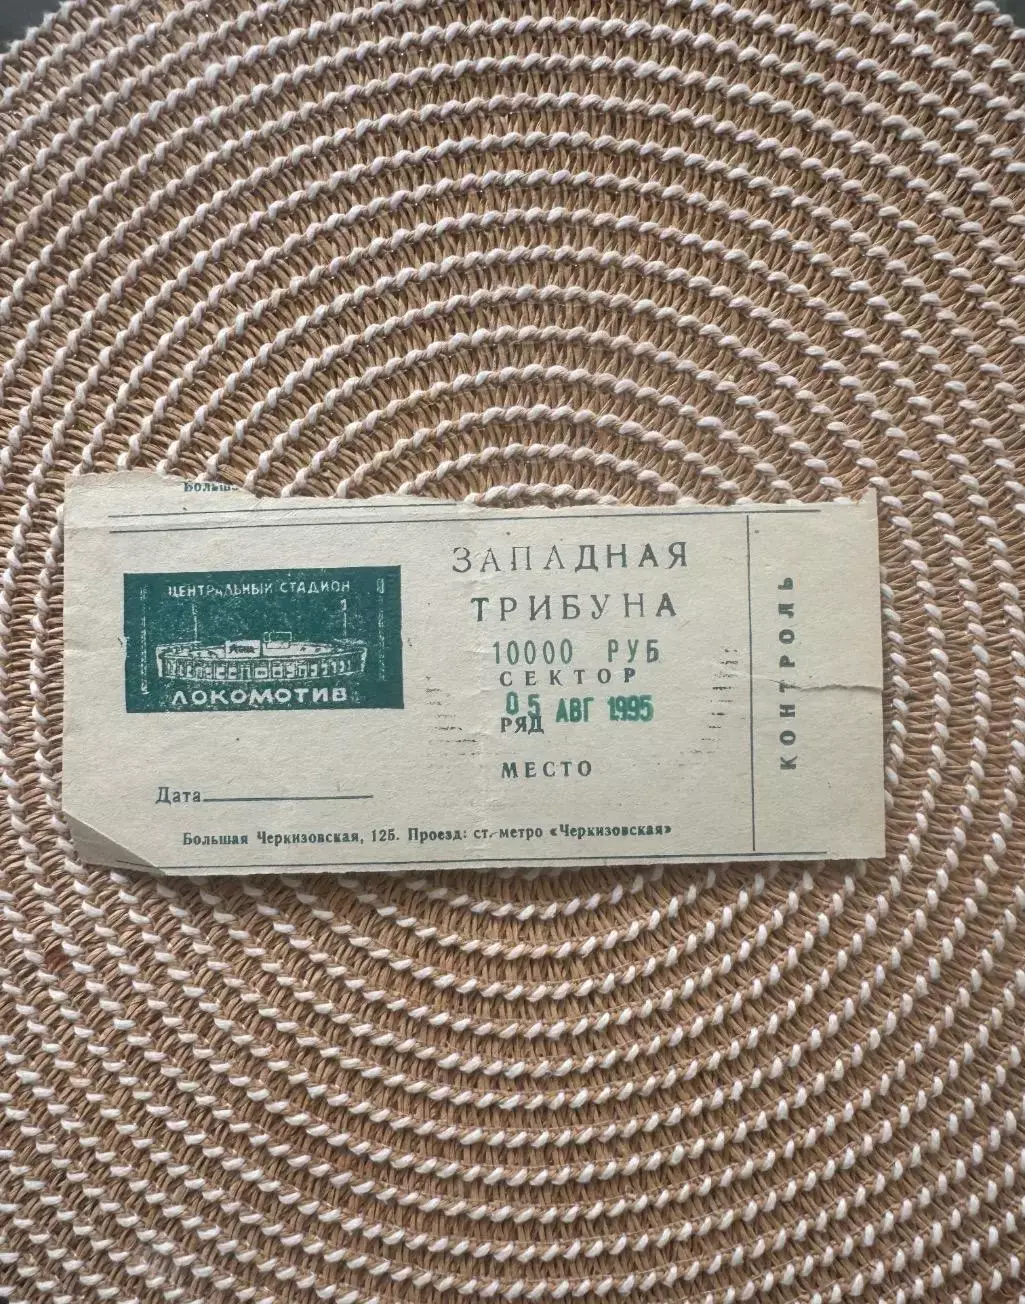 ЦЕНТРАЛЬНЫЙ СТАДИОН
ЛОКОМОТИВ
Дата
ЗАПАДНАЯ
ТРИБУНА
10000 РУБ
СЕКТОР
05 АВГ 1995
РЯД
МЕСТО
Большая Черкизовская, 125. Проезд: ст. метро «Черкизовская»
КОНТРОЛЬ